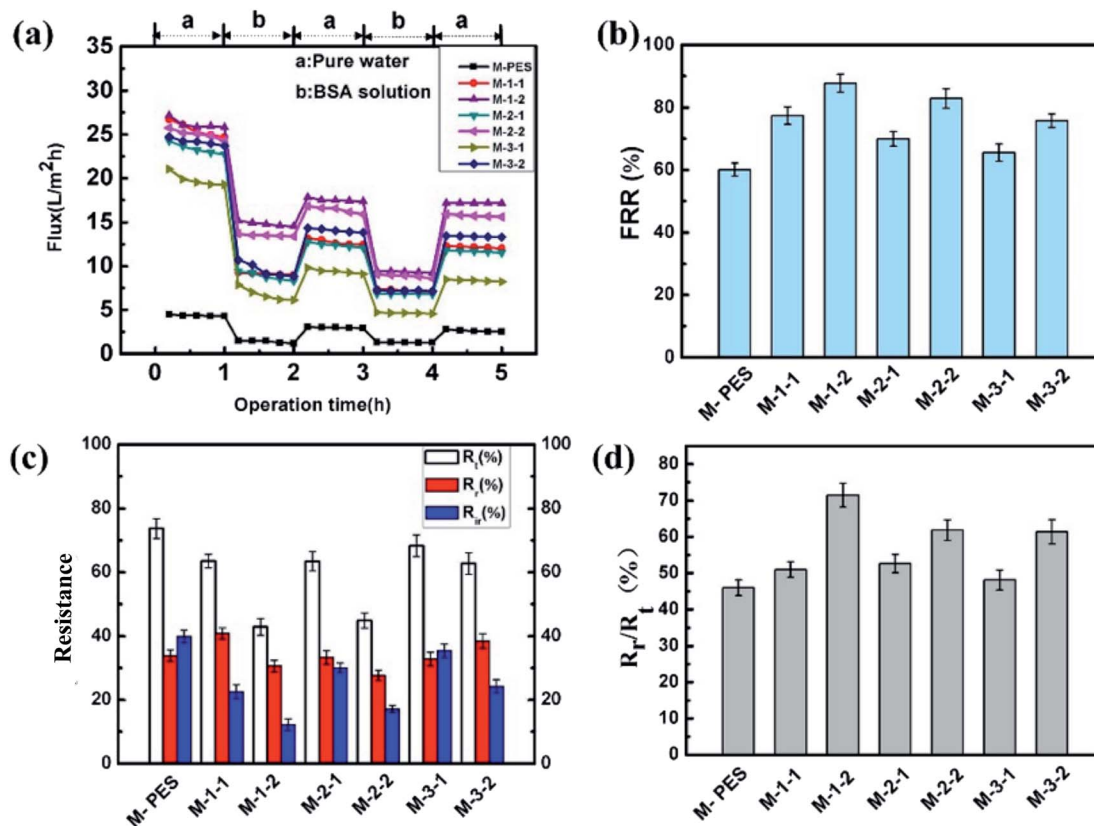 (a)
a b a b a
35
30
25
20
15
10
5
0
Flux(L/m²h)
a:Pure water
b:BSA solution
M-PES
M-1-1
M-1-2
M-2-1
M-2-2
M-3-1
M-3-2
0 1 2 3 4 5
Operation time(h)
(b)
100
80
60
40
20
0
FRR (%)
M- PES M-1-1 M-1-2 M-2-1 M-2-2 M-3-1 M-3-2
(c)
100
80
60
40
20
0
Resistance
Rt(%)
Rr(%)
Rir(%)
100
80
60
40
20
0
M- PES M-1-1 M-1-2 M-2-1 M-2-2 M-3-1 M-3-2
(d)
80
70
60
50
40
30
20
10
0
Rr/Rt (%)
M- PES M-1-1 M-1-2 M-2-1 M-2-2 M-3-1 M-3-2